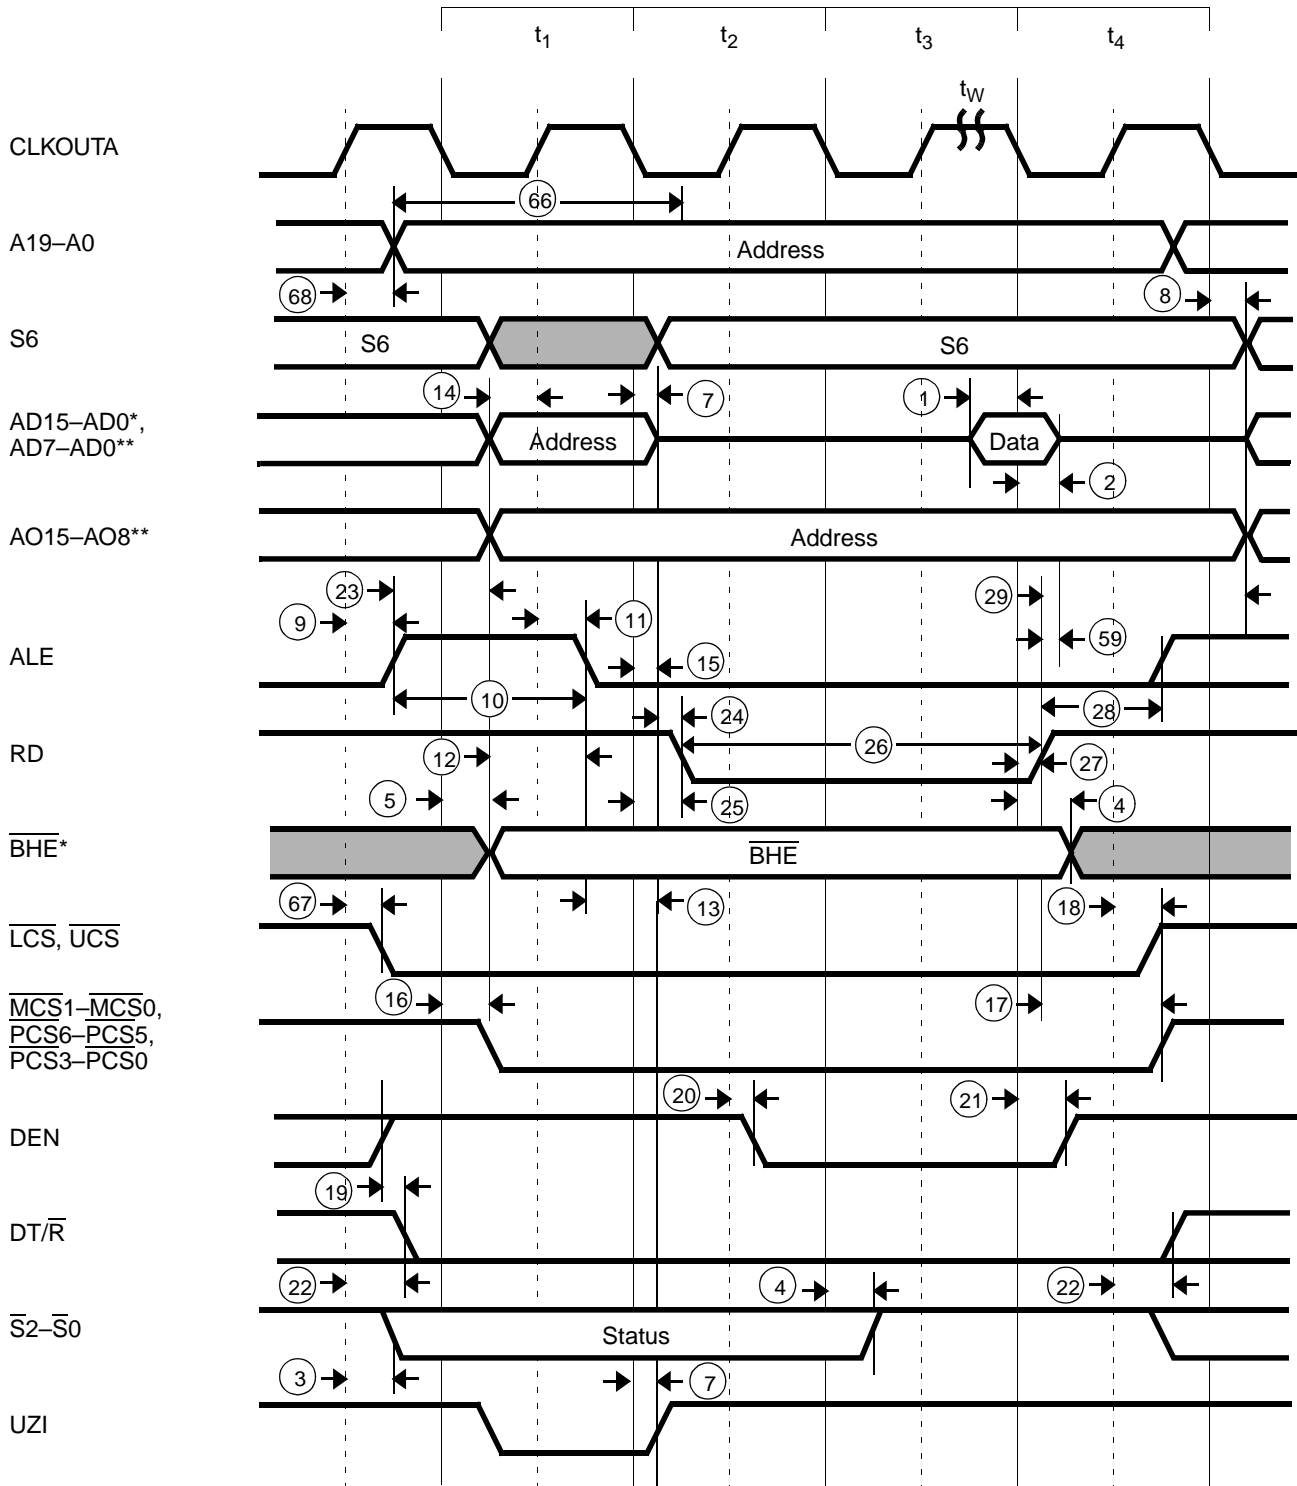 t1 t2 t3 t4
tW
CLKOUTA
66
A19–A0 Address
68 8
S6 S6 S6
14 7 1
AD15–AD0*,
AD7–AD0** Address Data
2
AO15–AO8** Address
23 29
9 11 59
ALE 15
10 24 28
RD 26
12 27
5 25 4
BHE* BHE
67 13 18
LCS, UCS
16 17
MCS1–MCS0,
PCS6–PCS5,
PCS3–PCS0
20 21
DEN
19
DT/R
22 4 22
S2–S0 Status
3 7
UZI